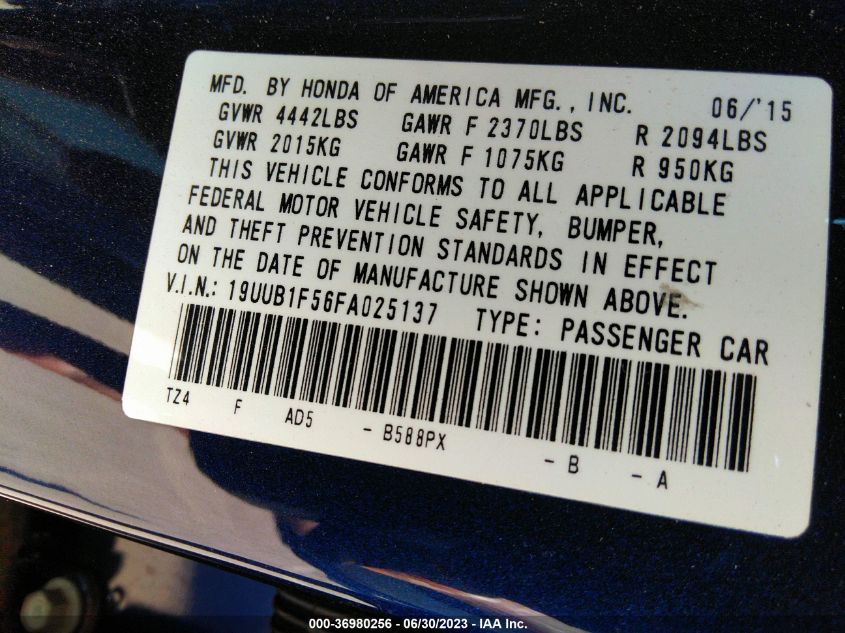 MFD. BY HONDA OF AMERICA MFG., INC. 06/'15
GVWR 4442LBS GAWR F 2370LBS R 2094LBS
GVWR 2015KG GAWR F 1075KG R 950KG
THIS VEHICLE CONFORMS TO ALL APPLICABLE
FEDERAL MOTOR VEHICLE SAFETY, BUMPER,
AND THEFT PREVENTION STANDARDS IN EFFECT
ON THE DATE OF MANUFACTURE SHOWN ABOVE.
V.I.N.: 19UUB1F56FA025137 TYPE: PASSENGER CAR
TZ4 F AD5 - B588PX - B - A
000-36980256 - 06/30/2023 - IAA Inc.